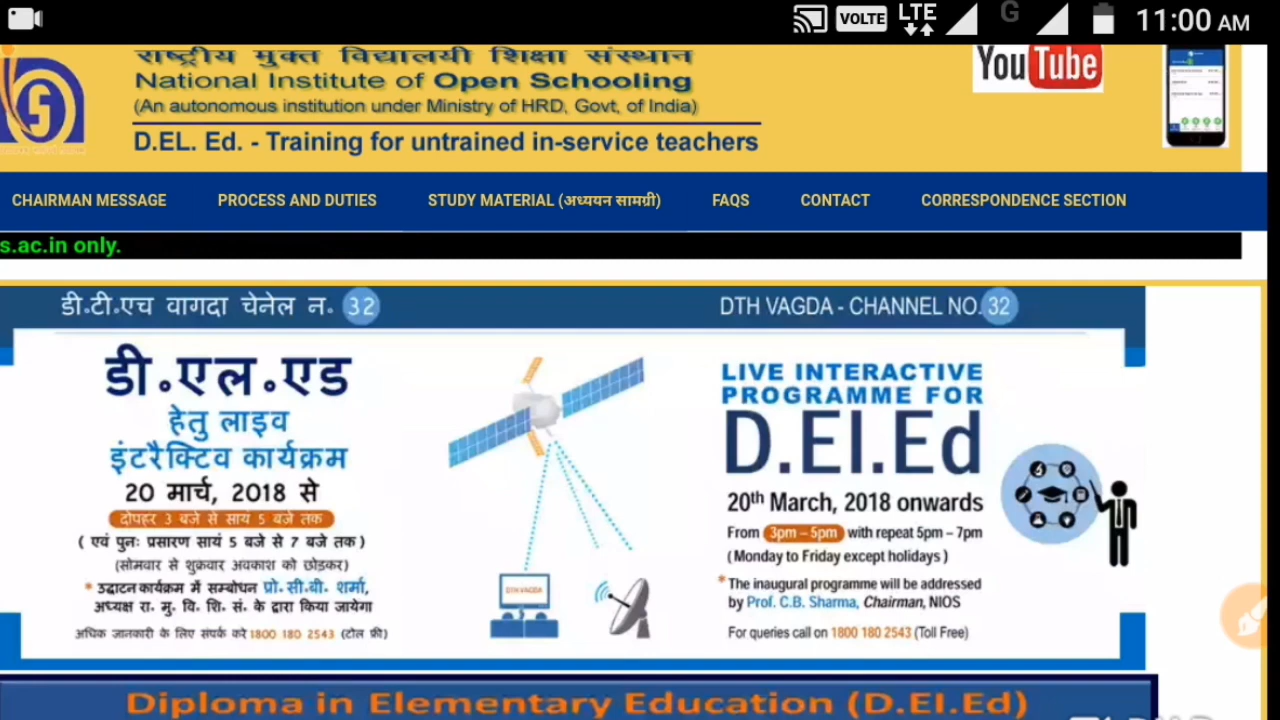 VOLTE LTE G 11:00 AM
राष्ट्रीय मुक्त विद्यालयी शिक्षा संस्थान
National Institute of Open Schooling
(An autonomous institution under Ministry of HRD, Govt, of India)
D.EL. Ed. - Training for untrained in-service teachers
YouTube
CHAIRMAN MESSAGE PROCESS AND DUTIES STUDY MATERIAL (अध्ययन सामग्री) FAQS CONTACT CORRESPONDENCE SECTION
s.ac.in only.
डी॰टी॰एच वागदा चेनेल न॰ 32
DTH VAGDA - CHANNEL NO. 32
डी॰एल॰एड
हेतु लाइव
इंटरैक्टिव कार्यक्रम
20 मार्च, 2018 से
दोपहर 3 बजे से सायं 5 बजे तक
( एवं पुनः प्रसारण सायं 5 बजे से 7 बजे तक )
(सोमवार से शुक्रवार अवकाश को छोड़कर)
* उद्घाटन कार्यक्रम में सम्बोधन प्रो॰सी॰बी॰ शर्मा,
अध्यक्ष रा॰ मु॰ वि॰ शि॰ सं॰ के द्वारा किया जायेगा
अधिक जानकारी के लिए संपर्क करे 1800 180 2543 (टोल फ्री)
DTH VAGDA
LIVE INTERACTIVE
PROGRAMME FOR
D.El.Ed
20th March, 2018 onwards
From 3pm – 5pm with repeat 5pm – 7pm
(Monday to Friday except holidays)
* The inaugural programme will be addressed
by Prof. C.B. Sharma, Chairman, NIOS
For queries call on 1800 180 2543 (Toll Free)
Diploma in Elementary Education (D.El.Ed)